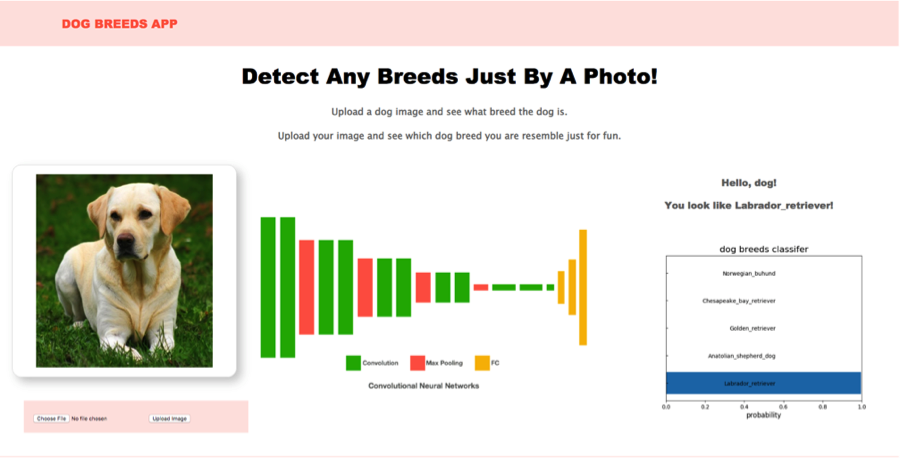 DOG BREEDS APP
Detect Any Breeds Just By A Photo!
Upload a dog image and see what breed the dog is.
Upload your image and see which dog breed you are resemble just for fun.
Hello, dog!
You look like Labrador_retriever!
dog breeds classifer
Norwegian_buhund
Chesapeake_bay_retriever
Golden_retriever
Anatolian_shepherd_dog
Labrador_retriever
0.0 0.2 0.4 0.6 0.8 1.0
probability
Convolution Max Pooling FC
Convolutional Neural Networks
Choose File No file chosen Upload Image